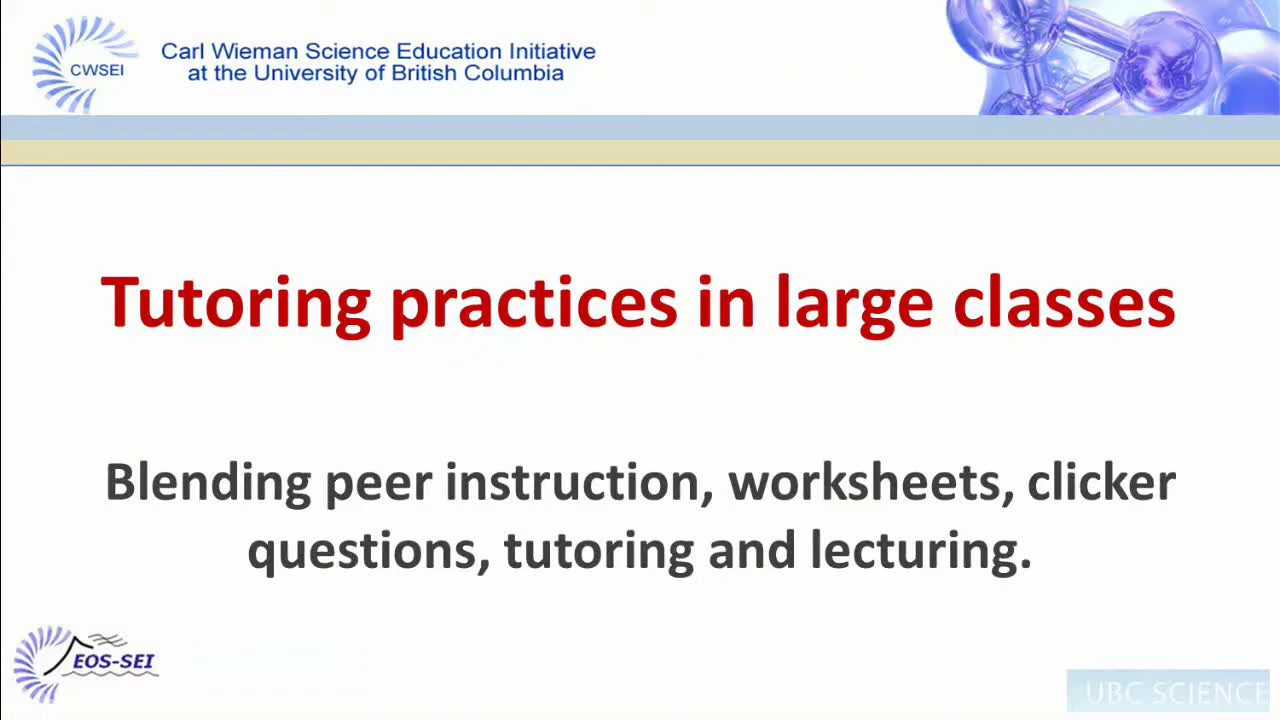 CWSEI
Carl Wieman Science Education Initiative
at the University of British Columbia
Tutoring practices in large classes
Blending peer instruction, worksheets, clicker
questions, tutoring and lecturing.
EOS-SEI
UBC SCIENCE